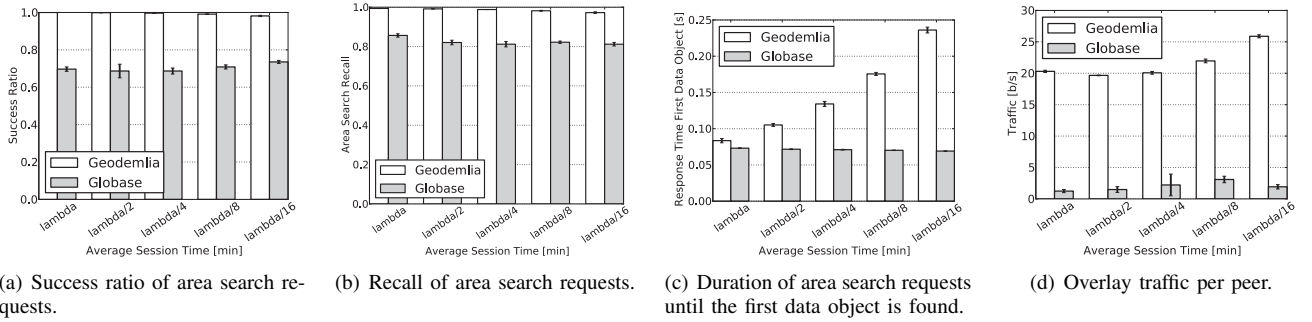 1.0
0.8
0.6
0.4
0.2
0.0
Success Ratio
Geodemlia
Globase
lambda
lambda/2
lambda/4
lambda/8
lambda/16
Average Session Time [min]
(a) Success ratio of area search re-
quests.
1.0
0.8
0.6
0.4
0.2
0.0
Area Search Recall
Geodemlia
Globase
lambda
lambda/2
lambda/4
lambda/8
lambda/16
Average Session Time [min]
(b) Recall of area search requests.
0.25
0.20
0.15
0.10
0.05
0.00
Response Time First Data Object [s]
Geodemlia
Globase
lambda
lambda/2
lambda/4
lambda/8
lambda/16
Average Session Time [min]
(c) Duration of area search requests
until the first data object is found.
30
25
20
15
10
5
0
Traffic [b/s]
Geodemlia
Globase
lambda
lambda/2
lambda/4
lambda/8
lambda/16
Average Session Time [min]
(d) Overlay traffic per peer.